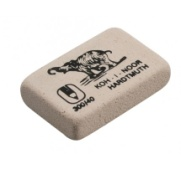 KOH - I - NOOR
HARDTMUTH
300/40